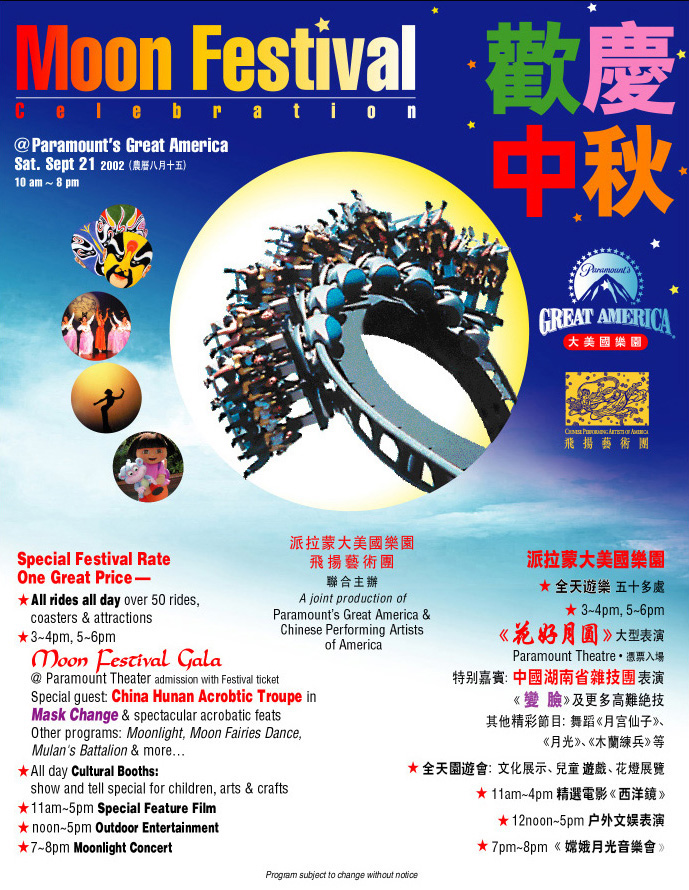 Moon Festival
Celebration
@Paramount's Great America
Sat. Sept 21 2002 (農曆八月十五)
10 am ~ 8 pm
歡慶
中秋
Paramount's
GREAT AMERICA
大美國樂園
CHINESE PERFORMING ARTISTS OF AMERICA
飛揚藝術團
Special Festival Rate
One Great Price—
★All rides all day over 50 rides,
coasters & attractions
★3~4pm, 5~6pm
Moon Festival Gala
@ Paramount Theater admission with Festival ticket
Special guest: China Hunan Acrobtic Troupe in
Mask Change & spectacular acrobatic feats
Other programs: Moonlight, Moon Fairies Dance,
Mulan's Battalion & more…
★All day Cultural Booths:
show and tell special for children, arts & crafts
★11am~5pm Special Feature Film
★noon~5pm Outdoor Entertainment
★7~8pm Moonlight Concert
派拉蒙大美國樂園
飛揚藝術團
聯合主辦
A joint production of
Paramount's Great America &
Chinese Performing Artists
of America
派拉蒙大美國樂園
★ 全天遊樂 五十多處
★ 3~4pm, 5~6pm
《花好月圓》大型表演
Paramount Theatre • 憑票入場
特别嘉賓: 中國湖南省雜技團表演
《變臉》及更多高難絶技
其他精彩節目: 舞蹈《月宫仙子》、
《月光》、《木蘭練兵》等
★ 全天園遊會: 文化展示、兒童遊戲、花燈展覽
★ 11am~4pm 精選電影《西洋鏡》
★ 12noon~5pm 户外文娱表演
★ 7pm~8pm《嫦娥月光音樂會》
Program subject to change without notice